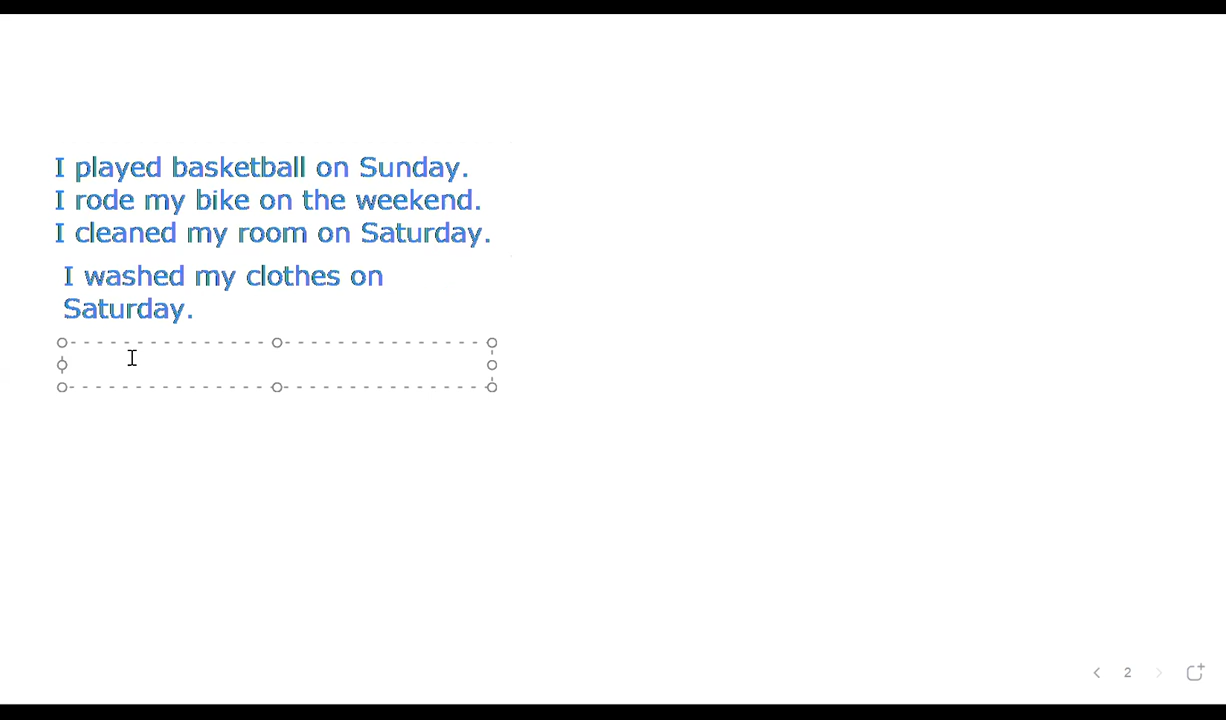 I played basketball on Sunday.
I rode my bike on the weekend.
I cleaned my room on Saturday.
I washed my clothes on
Saturday.
2